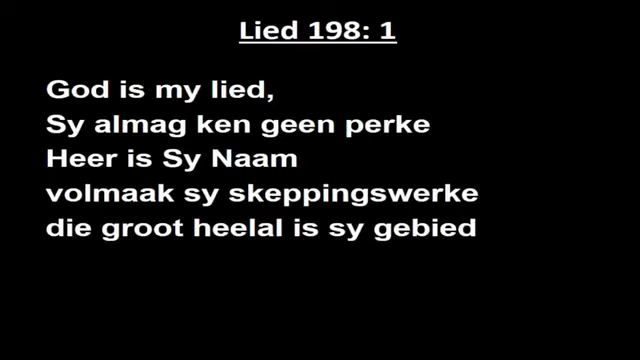 Lied 198: 1
God is my lied,
Sy almag ken geen perke
Heer is Sy Naam
volmaak sy skeppingswerke
die groot heelal is sy gebied